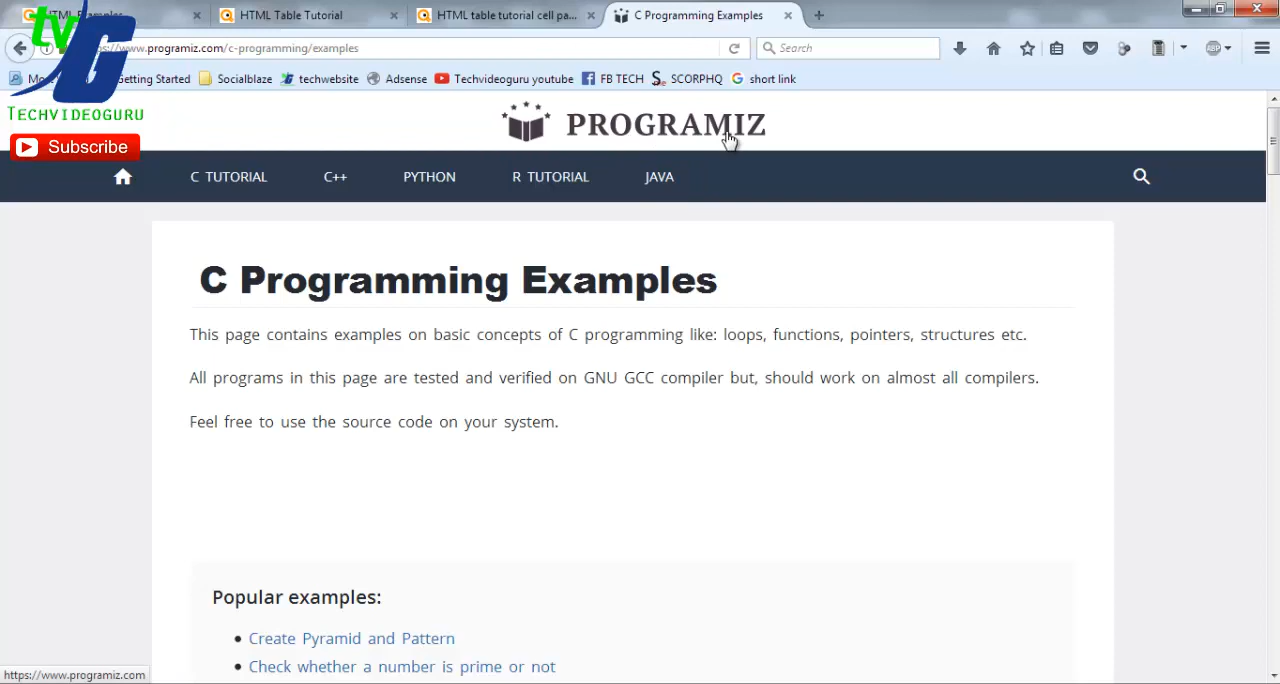 HTML Examples
HTML Table Tutorial
HTML table tutorial cell pa...
C Programming Examples
tvG
https://www.programiz.com/c-programming/examples
Search
ABP
Getting Started
Socialblaze
techwebsite
Adsense
Techvideoguru youtube
FB TECH
SCORPHQ
short link
TECHVIDEOGURU
Subscribe
PROGRAMIZ
C TUTORIAL
C++
PYTHON
R TUTORIAL
JAVA
C Programming Examples
This page contains examples on basic concepts of C programming like: loops, functions, pointers, structures etc.
All programs in this page are tested and verified on GNU GCC compiler but, should work on almost all compilers.
Feel free to use the source code on your system.
Popular examples:
Create Pyramid and Pattern
Check whether a number is prime or not
https://www.programiz.com